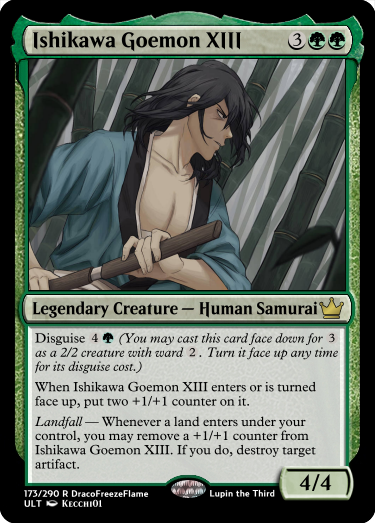 Ishikawa Goemon XIII 3
Legendary Creature — Human Samurai
Disguise 4 (You may cast this card face down for 3
as a 2/2 creature with ward 2 . Turn it face up any time
for its disguise cost.)
When Ishikawa Goemon XIII enters or is turned
face up, put two +1/+1 counter on it.
Landfall — Whenever a land enters under your
control, you may remove a +1/+1 counter from
Ishikawa Goemon XIII. If you do, destroy target
artifact.
4/4
173/290 R DracoFreezeFlame
Lupin the Third
ULT KECCHI01